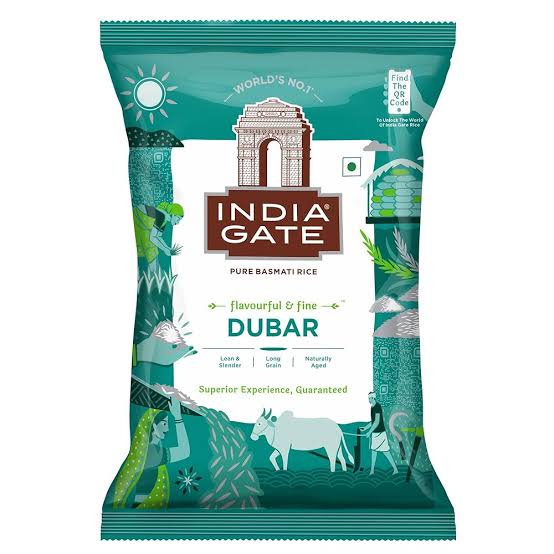 WORLD'S NO.1*
Find
The
QR
Code
To Unlock The World
Of India Gate Rice
INDIA®
GATE
PURE BASMATI RICE
flavourful & fine ™
DUBAR
Lean &
Slender
Long
Grain
Naturally
Aged
Superior Experience, Guaranteed